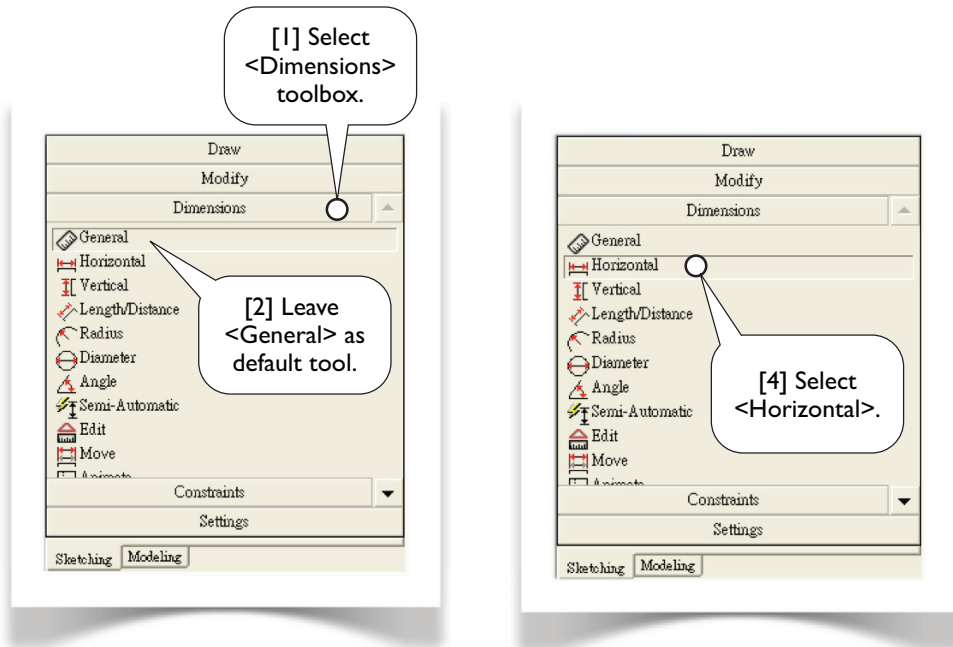 [1] Select
<Dimensions>
toolbox.
Draw
Modify
Dimensions
General
Horizontal
Vertical
Length/Distance
Radius
Diameter
Angle
Semi-Automatic
Edit
Move
Animate
Constraints
Settings
Sketching Modeling
[2] Leave
<General> as
default tool.
Draw
Modify
Dimensions
General
Horizontal
Vertical
Length/Distance
Radius
Diameter
Angle
Semi-Automatic
Edit
Move
Animate
Constraints
Settings
Sketching Modeling
[4] Select
<Horizontal>.